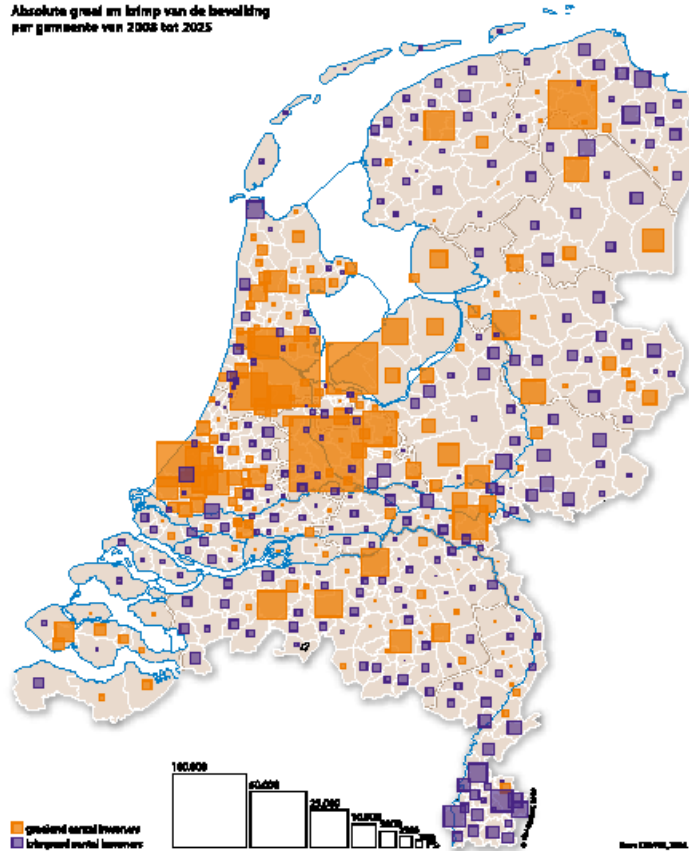 Absolute groei en krimp van de bevolking
per gemeente van 2008 tot 2025
100.000
50.000
25.000
10.000
5000
groeiend aantal inwoners
krimpend aantal inwoners